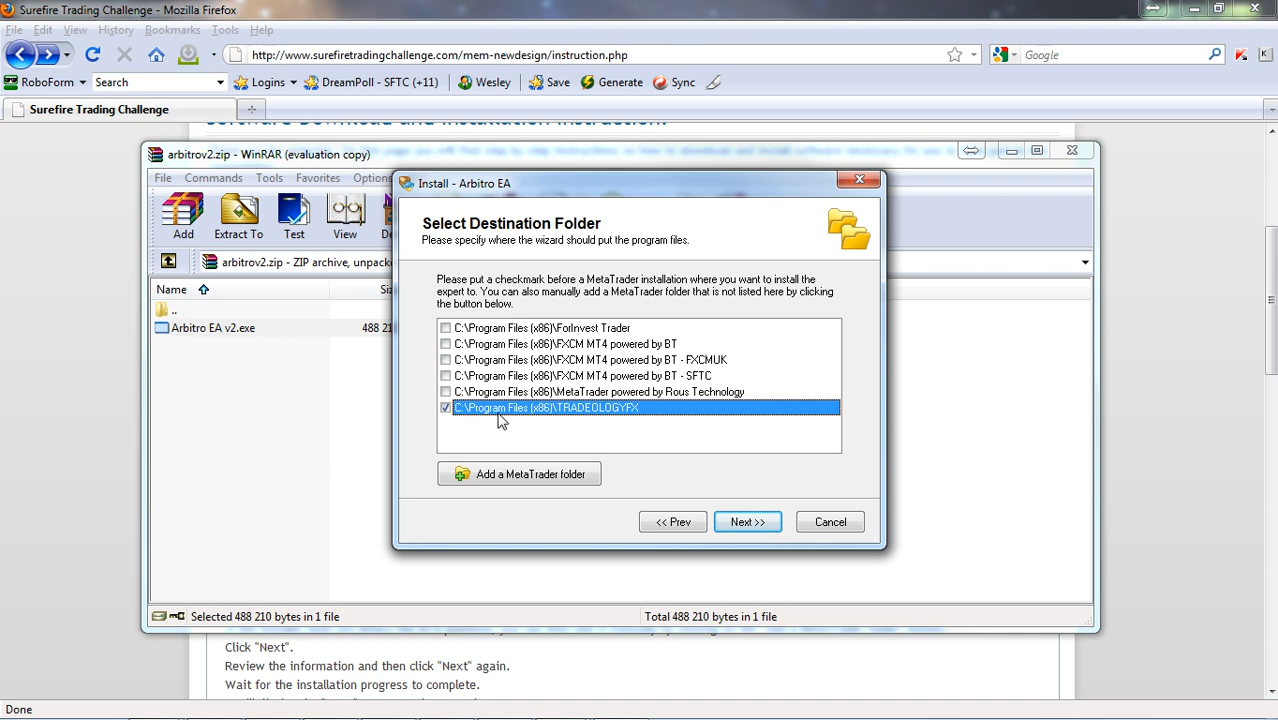 Surefire Trading Challenge - Mozilla Firefox
File Edit View History Bookmarks Tools Help
http://www.surefiretradingchallenge.com/mem-newdesign/instruction.php
Google
RoboForm Search Logins DreamPoll - SFTC (+11) Wesley Save Generate Sync
Surefire Trading Challenge
Software Download and Installation Instruction:
arbitrov2.zip - WinRAR (evaluation copy)
File Commands Tools Favorites Options
Add Extract To Test View
arbitrov2.zip - ZIP archive, unpack
Name
..
Arbitro EA v2.exe 488 21
Install - Arbitro EA
Select Destination Folder
Please specify where the wizard should put the program files.
Please put a checkmark before a MetaTrader installation where you want to install the
expert to. You can also manually add a MetaTrader folder that is not listed here by clicking
the button below.
C:\Program Files (x86)\ForInvest Trader
C:\Program Files (x86)\FXCM MT4 powered by BT
C:\Program Files (x86)\FXCM MT4 powered by BT - FXCMUK
C:\Program Files (x86)\FXCM MT4 powered by BT - SFTC
C:\Program Files (x86)\MetaTrader powered by Rous Technology
C:\Program Files (x86)\TRADEOLOGYFX
Add a MetaTrader folder
<< Prev Next >> Cancel
Selected 488 210 bytes in 1 file Total 488 210 bytes in 1 file
Click "Next".
Review the information and then click "Next" again.
Wait for the installation progress to complete.
Done